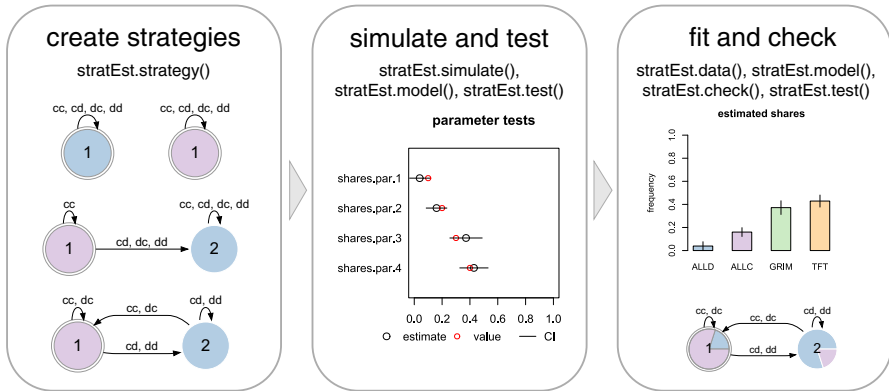 create strategies
stratEst.strategy()
cc, cd, dc, dd
cc, cd, dc, dd
1
1
cc
cc, cd, dc, dd
1
cd, dc, dd
2
cc, dc
cc, dc
cd, dd
1
cd, dd
2
simulate and test
stratEst.simulate(),
stratEst.model(), stratEst.test()
parameter tests
shares.par.1
shares.par.2
shares.par.3
shares.par.4
0.0 0.2 0.4 0.6 0.8 1.0
estimate value CI
fit and check
stratEst.data(), stratEst.model(),
stratEst.check(), stratEst.test()
estimated shares
frequency
1.0
0.8
0.6
0.4
0.2
0.0
ALLD ALLC GRIM TFT
cc, dc
cc, dc
cd, dd
1
cd, dd
2